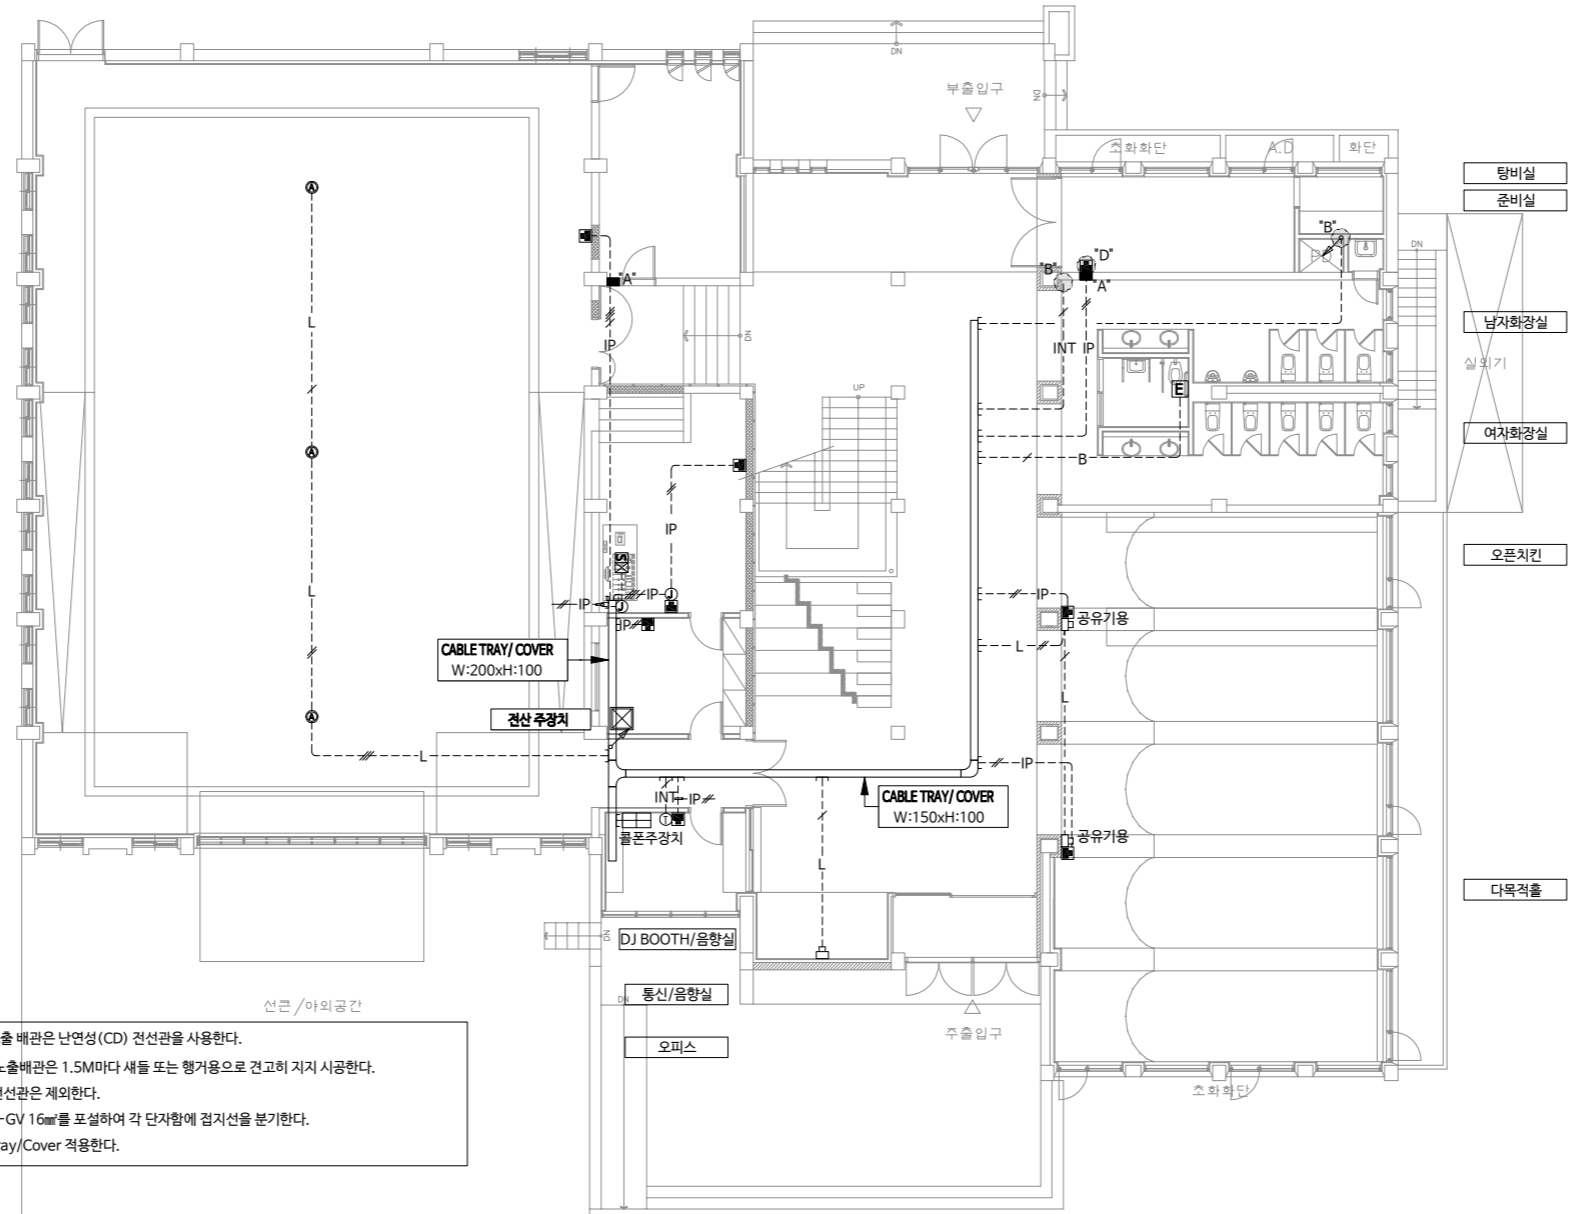 DN
부출입구
DN
초화화단
A.D
화단
탕비실
준비실
A
"B"
PD
DN
"D"
"B"
"A"
"A"
L
IP
DN
INT
IP
남자화장실
실외기
E
UP
A
여자화장실
B
IP
오픈치킨
L
IP
J
IP
J
IP
IP
공유기용
CABLE TRAY/ COVER
W:200xH:100
L
L
A
전산 주장치
L
IP
INT
IP
CABLE TRAY/ COVER
W:150xH:100
T
콜폰주장치
공유기용
L
다목적홀
DN
DJ BOOTH/음향실
통신/음향실
DN
선큰/야외공간
주출입구
오피스
출 배관은 난연성(CD) 전선관을 사용한다.
노출배관은 1.5M마다 섀들 또는 행거용으로 견고히 지지 시공한다.
전선관은 제외한다.
-GV 16㎟를 포설하여 각 단자함에 접지선을 분기한다.
ray/Cover 적용한다.
초화화단